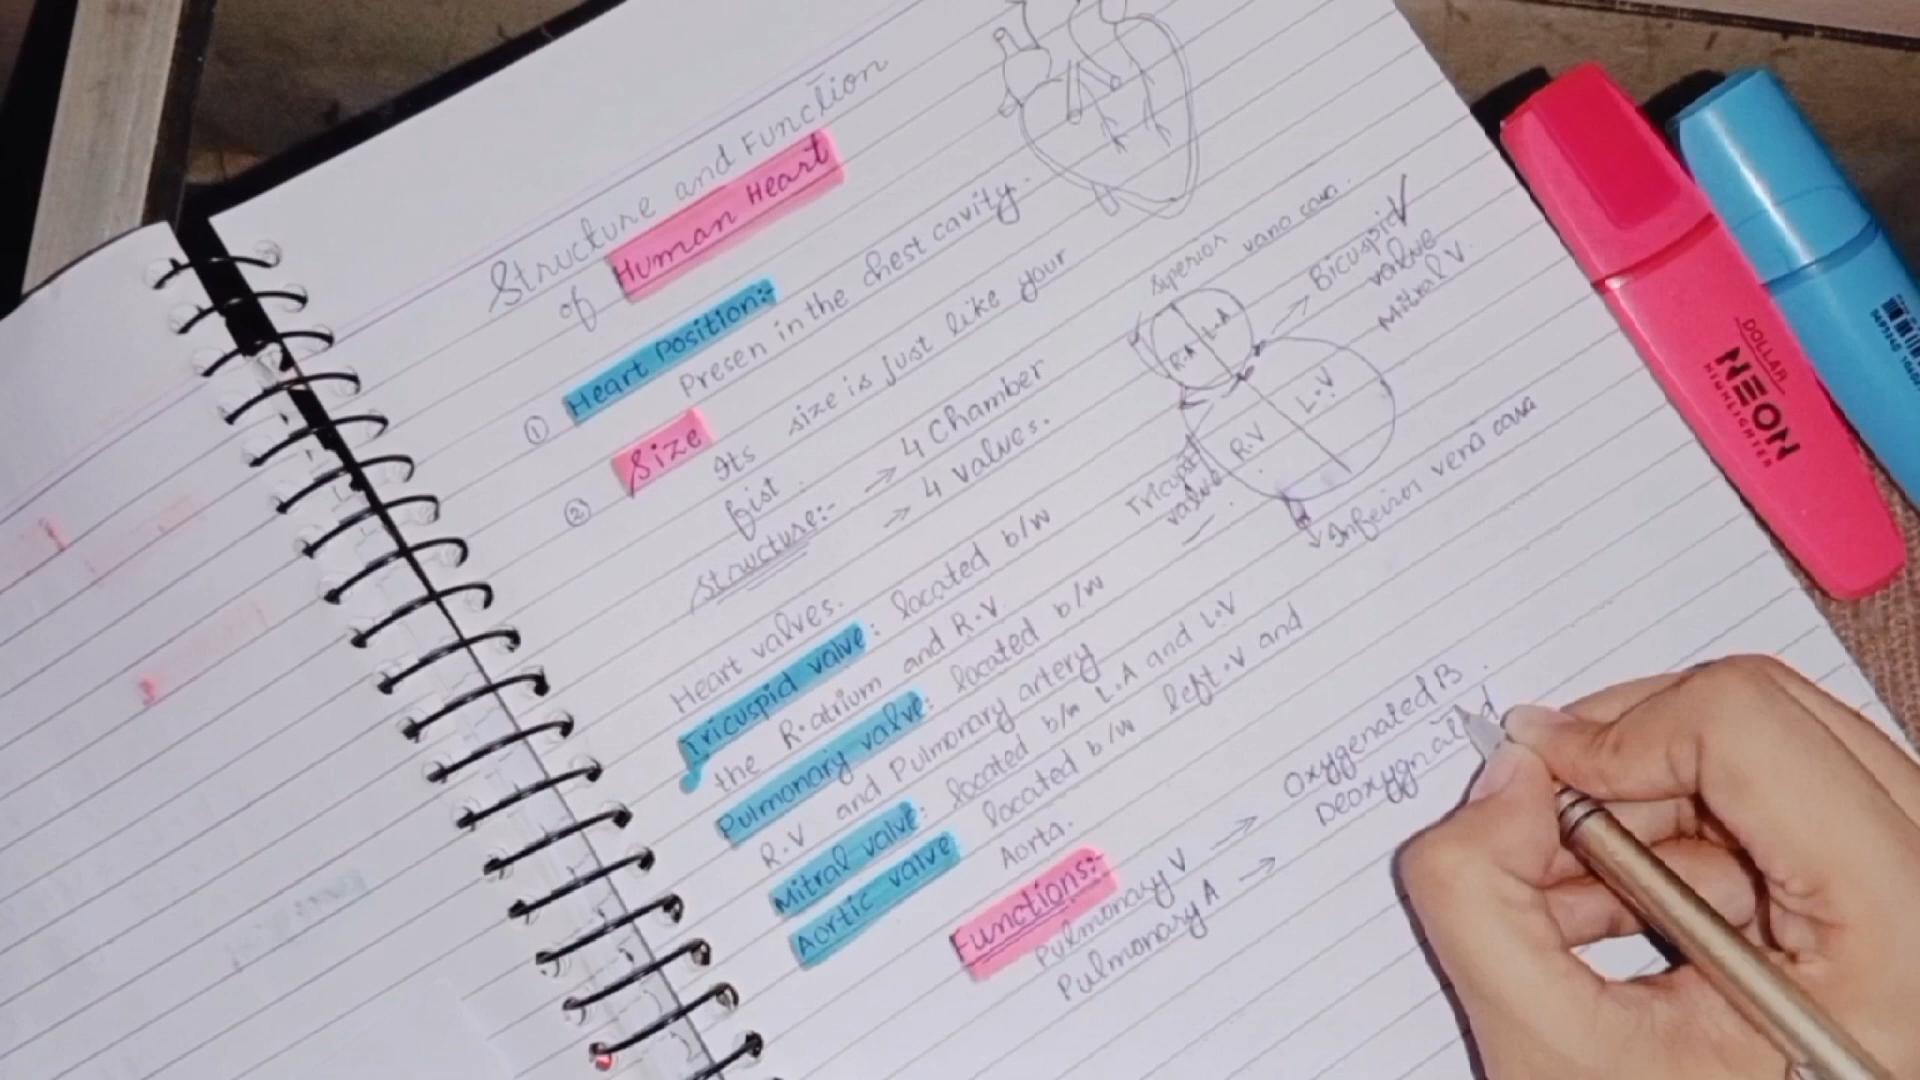 Structure and Function
of Human Heart
① Heart Position:-
Presen in the chest cavity.
② Size
Its size is just like your
fist.
Structure:- → 4 Chamber
→ 4 valves.
Heart valves.
Tricuspid valve: located b/w
the R.atrium and R.V
Pulmonary valve: located b/w
R.V and Pulmonary artery
Mitral valve: located b/n L.A and L.V
Aortic valve located b/w left.V and
Aorta.
Functions:-
Pulmonary V → Oxygenated B.
Pulmonary A → Deoxygnated
Superior vana cava.
Bicuspid
valve
Mitral V.
R.A
L.A
R.V
L.V
Tricuspid
valve
Inferior vena cava
DOLLAR
NEON
HIGHLIGHTER